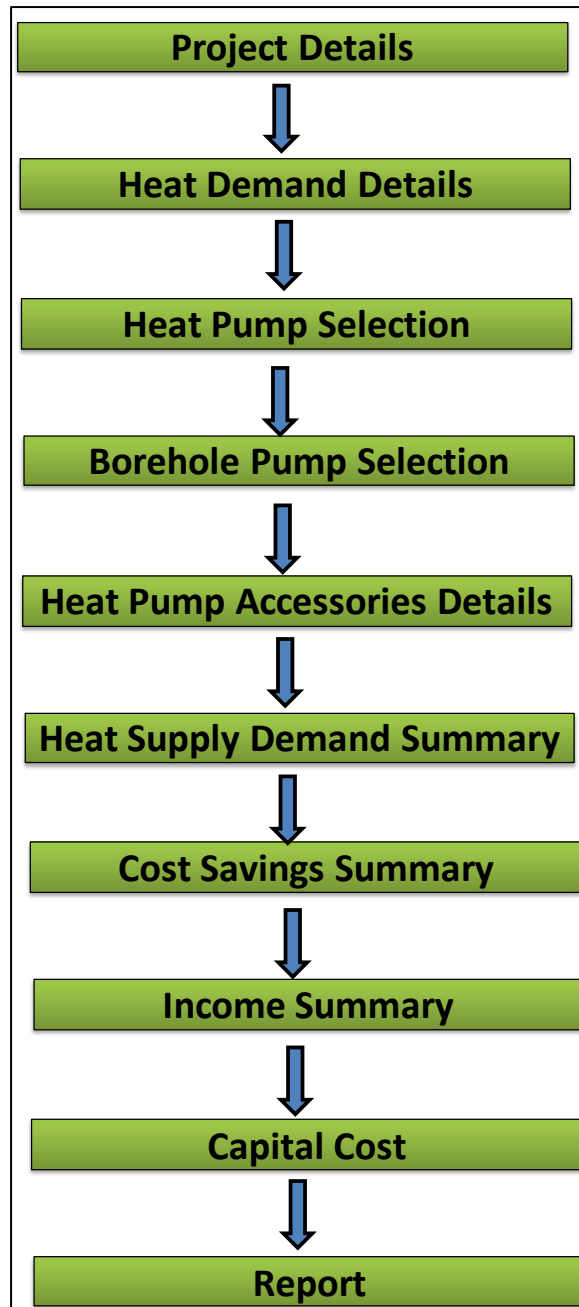 Project Details
Heat Demand Details
Heat Pump Selection
Borehole Pump Selection
Heat Pump Accessories Details
Heat Supply Demand Summary
Cost Savings Summary
Income Summary
Capital Cost
Report